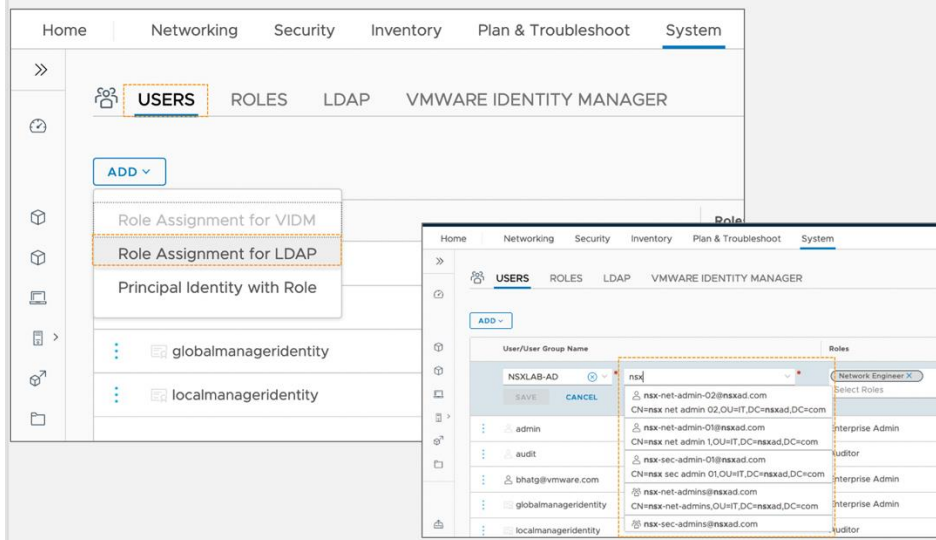 Home Networking Security Inventory Plan & Troubleshoot System
USERS ROLES LDAP VMWARE IDENTITY MANAGER
ADD
Role Assignment for VIDM
Role Assignment for LDAP
Principal Identity with Role
globalmanageridentity
localmanageridentity
Roles
Home Networking Security Inventory Plan & Troubleshoot System
USERS ROLES LDAP VMWARE IDENTITY MANAGER
ADD
User/User Group Name Roles
NSXLAB-AD * nsx * Network Engineer X
Select Roles
SAVE CANCEL
nsx-net-admin-02@nsxad.com
CN=nsx net admin 02,OU=IT,DC=nsxad,DC=com
nsx-net-admin-01@nsxad.com
CN=nsx net admin 1,OU=IT,DC=nsxad,DC=com
nsx-sec-admin-01@nsxad.com
CN=nsx sec admin 01,OU=IT,DC=nsxad,DC=com
nsx-net-admins@nsxad.com
CN=nsx-net-admins,OU=IT,DC=nsxad,DC=com
nsx-sec-admins@nsxad.com
admin nterprise Admin
audit uditor
bhatg@vmware.com nterprise Admin
globalmanageridentity nterprise Admin
localmanageridentity uditor